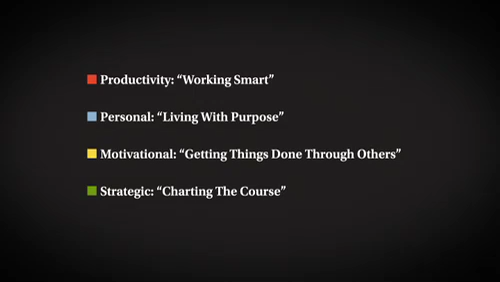 Productivity: “Working Smart”
Personal: “Living With Purpose”
Motivational: “Getting Things Done Through Others”
Strategic: “Charting The Course”